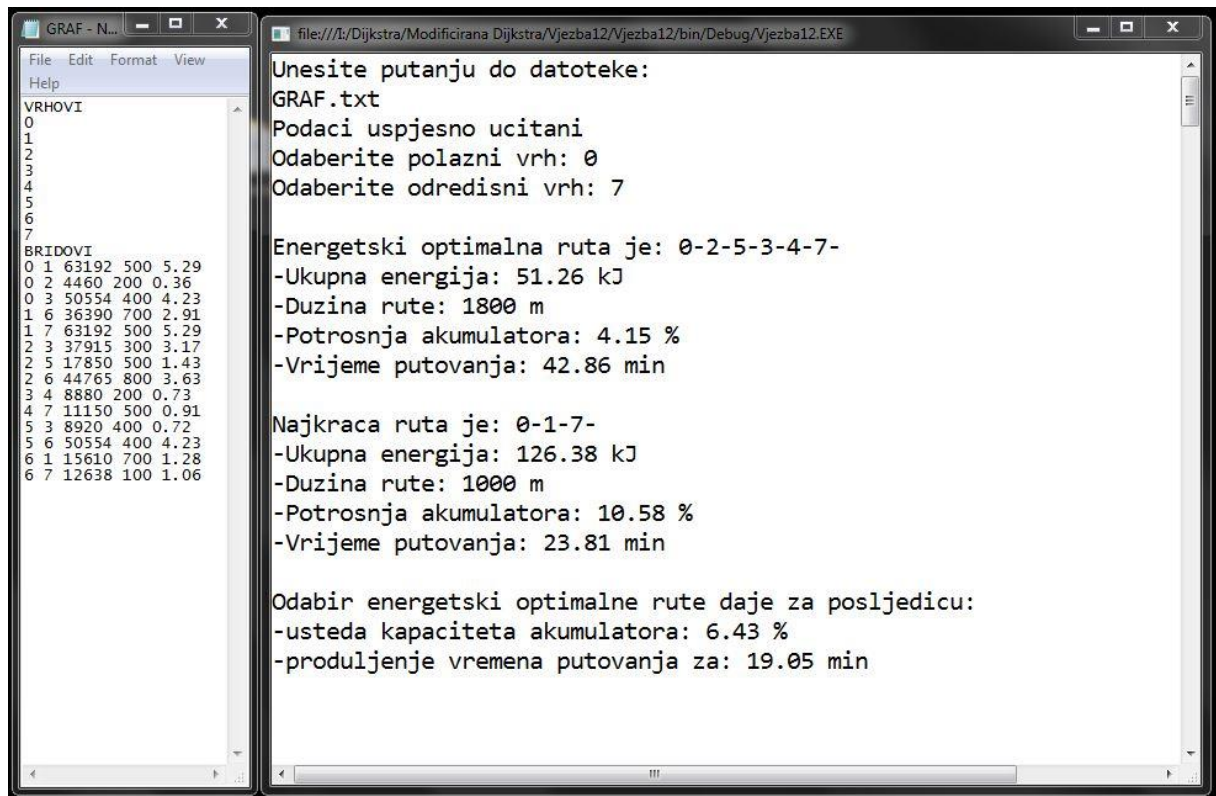 GRAF - N...
File Edit Format View
Help
VRHOVI
0
1
2
3
4
5
6
7
BRIDOVI
0 1 63192 500 5.29
0 2 4460 200 0.36
0 3 50554 400 4.23
1 6 36390 700 2.91
1 7 63192 500 5.29
2 3 37915 300 3.17
2 5 17850 500 1.43
2 6 44765 800 3.63
3 4 8880 200 0.73
4 7 11150 500 0.91
5 3 8920 400 0.72
5 6 50554 400 4.23
6 1 15610 700 1.28
6 7 12638 100 1.06
file:///I:/Dijkstra/Modificirana Dijkstra/Vjezba12/Vjezba12/bin/Debug/Vjezba12.EXE
Unesite putanju do datoteke:
GRAF.txt
Podaci uspjesno ucitani
Odaberite polazni vrh: 0
Odaberite odredisni vrh: 7
Energetski optimalna ruta je: 0-2-5-3-4-7-
-Ukupna energija: 51.26 kJ
-Duzina rute: 1800 m
-Potrosnja akumulatora: 4.15 %
-Vrijeme putovanja: 42.86 min
Najkraca ruta je: 0-1-7-
-Ukupna energija: 126.38 kJ
-Duzina rute: 1000 m
-Potrosnja akumulatora: 10.58 %
-Vrijeme putovanja: 23.81 min
Odabir energetski optimalne rute daje za posljedicu:
-usteda kapaciteta akumulatora: 6.43 %
-produljenje vremena putovanja za: 19.05 min